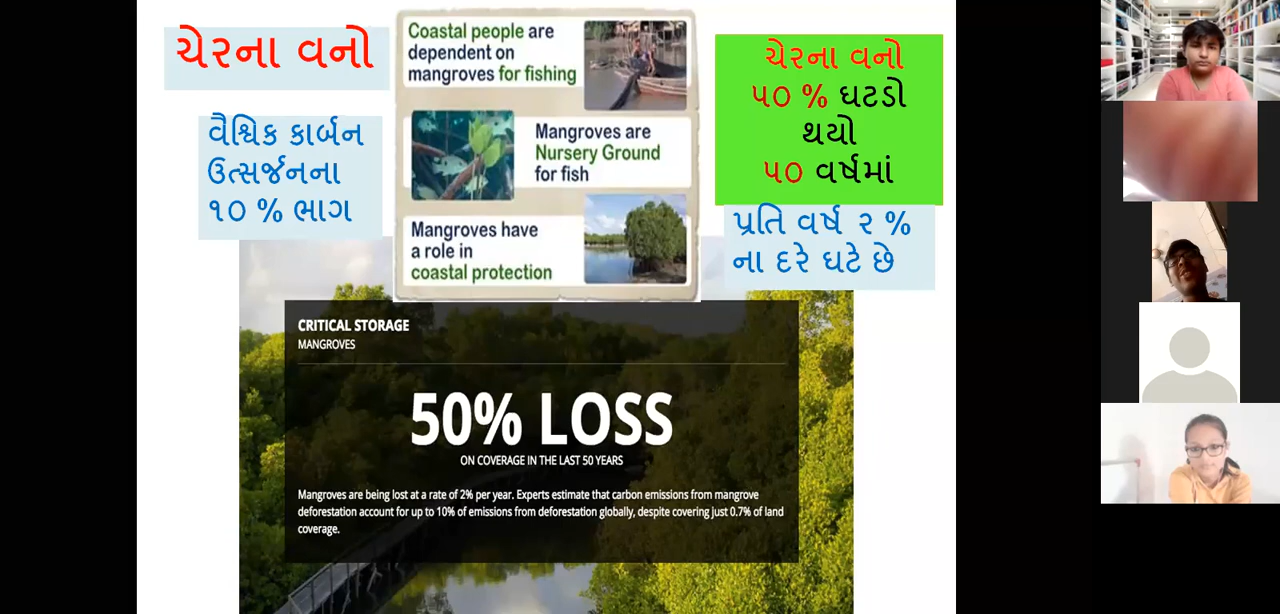 ચેરના વનો
વૈશ્વિક કાર્બન
ઉત્સર્જનના
૧૦ % ભાગ
Coastal people are
dependent on
mangroves for fishing
Mangroves are
Nursery Ground
for fish
Mangroves have
a role in
coastal protection
ચેરના વનો
૫૦ % ઘટડો
થયો
૫૦ વર્ષમાં
પ્રતિ વર્ષ ૨ %
ના દરે ઘટે છે
CRITICAL STORAGE
MANGROVES
50% LOSS
ON COVERAGE IN THE LAST 50 YEARS
Mangroves are being lost at a rate of 2% per year. Experts estimate that carbon emissions from mangrove
deforestation account for up to 10% of emissions from deforestation globally, despite covering just 0.7% of land
coverage.